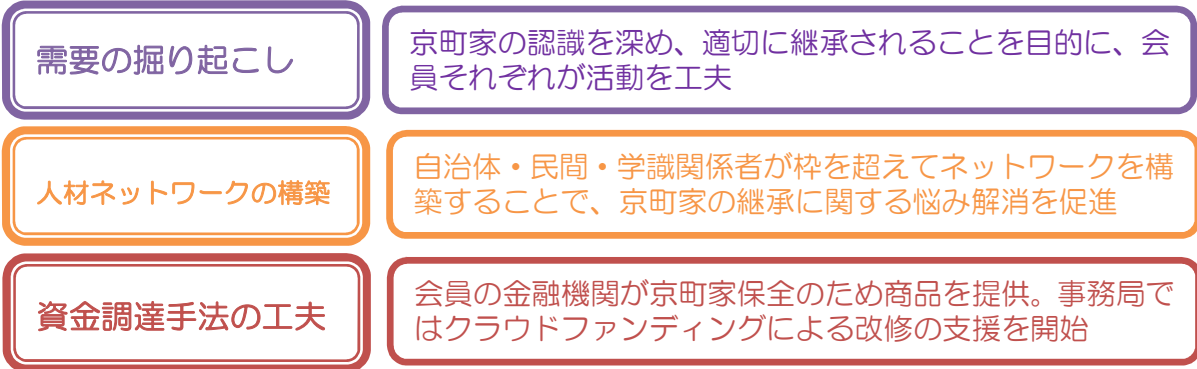 需要の掘り起こし
京町家の認識を深め、適切に継承されることを目的に、会
員それぞれが活動を工夫
人材ネットワークの構築
自治体・民間・学識関係者が枠を超えてネットワークを構
築することで、京町家の継承に関する悩み解消を促進
資金調達手法の工夫
会員の金融機関が京町家保全のため商品を提供。事務局で
はクラウドファンディングによる改修の支援を開始